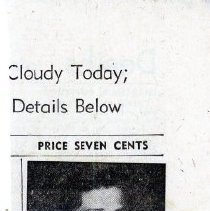 Cloudy Today;
Details Below
PRICE SEVEN CENTS